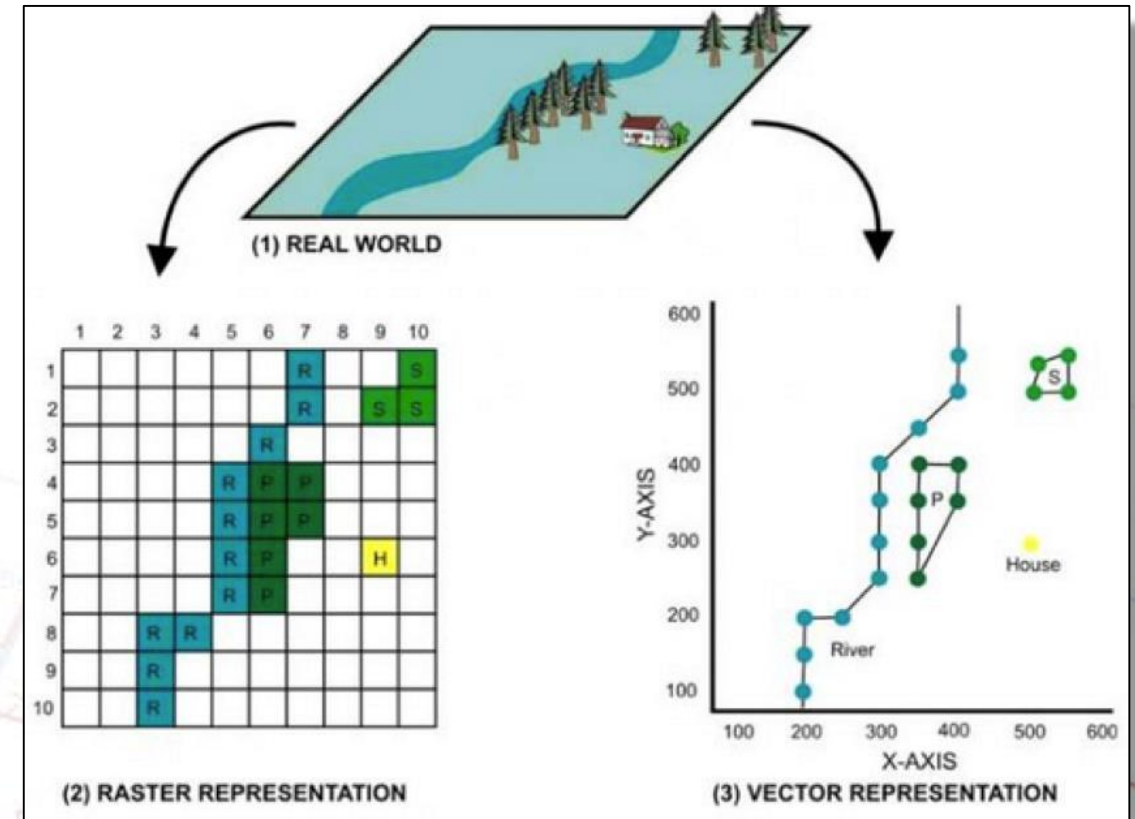 (1) REAL WORLD
1 2 3 4 5 6 7 8 9 10
1 R S
2 R S S
3 R
4 R P P
5 R P P
6 R P H
7 R P
8 R R
9 R
10 R
(2) RASTER REPRESENTATION
600
500
400
300
200
100
Y-AXIS
S
P
House
River
100 200 300 400 500 600
X-AXIS
(3) VECTOR REPRESENTATION